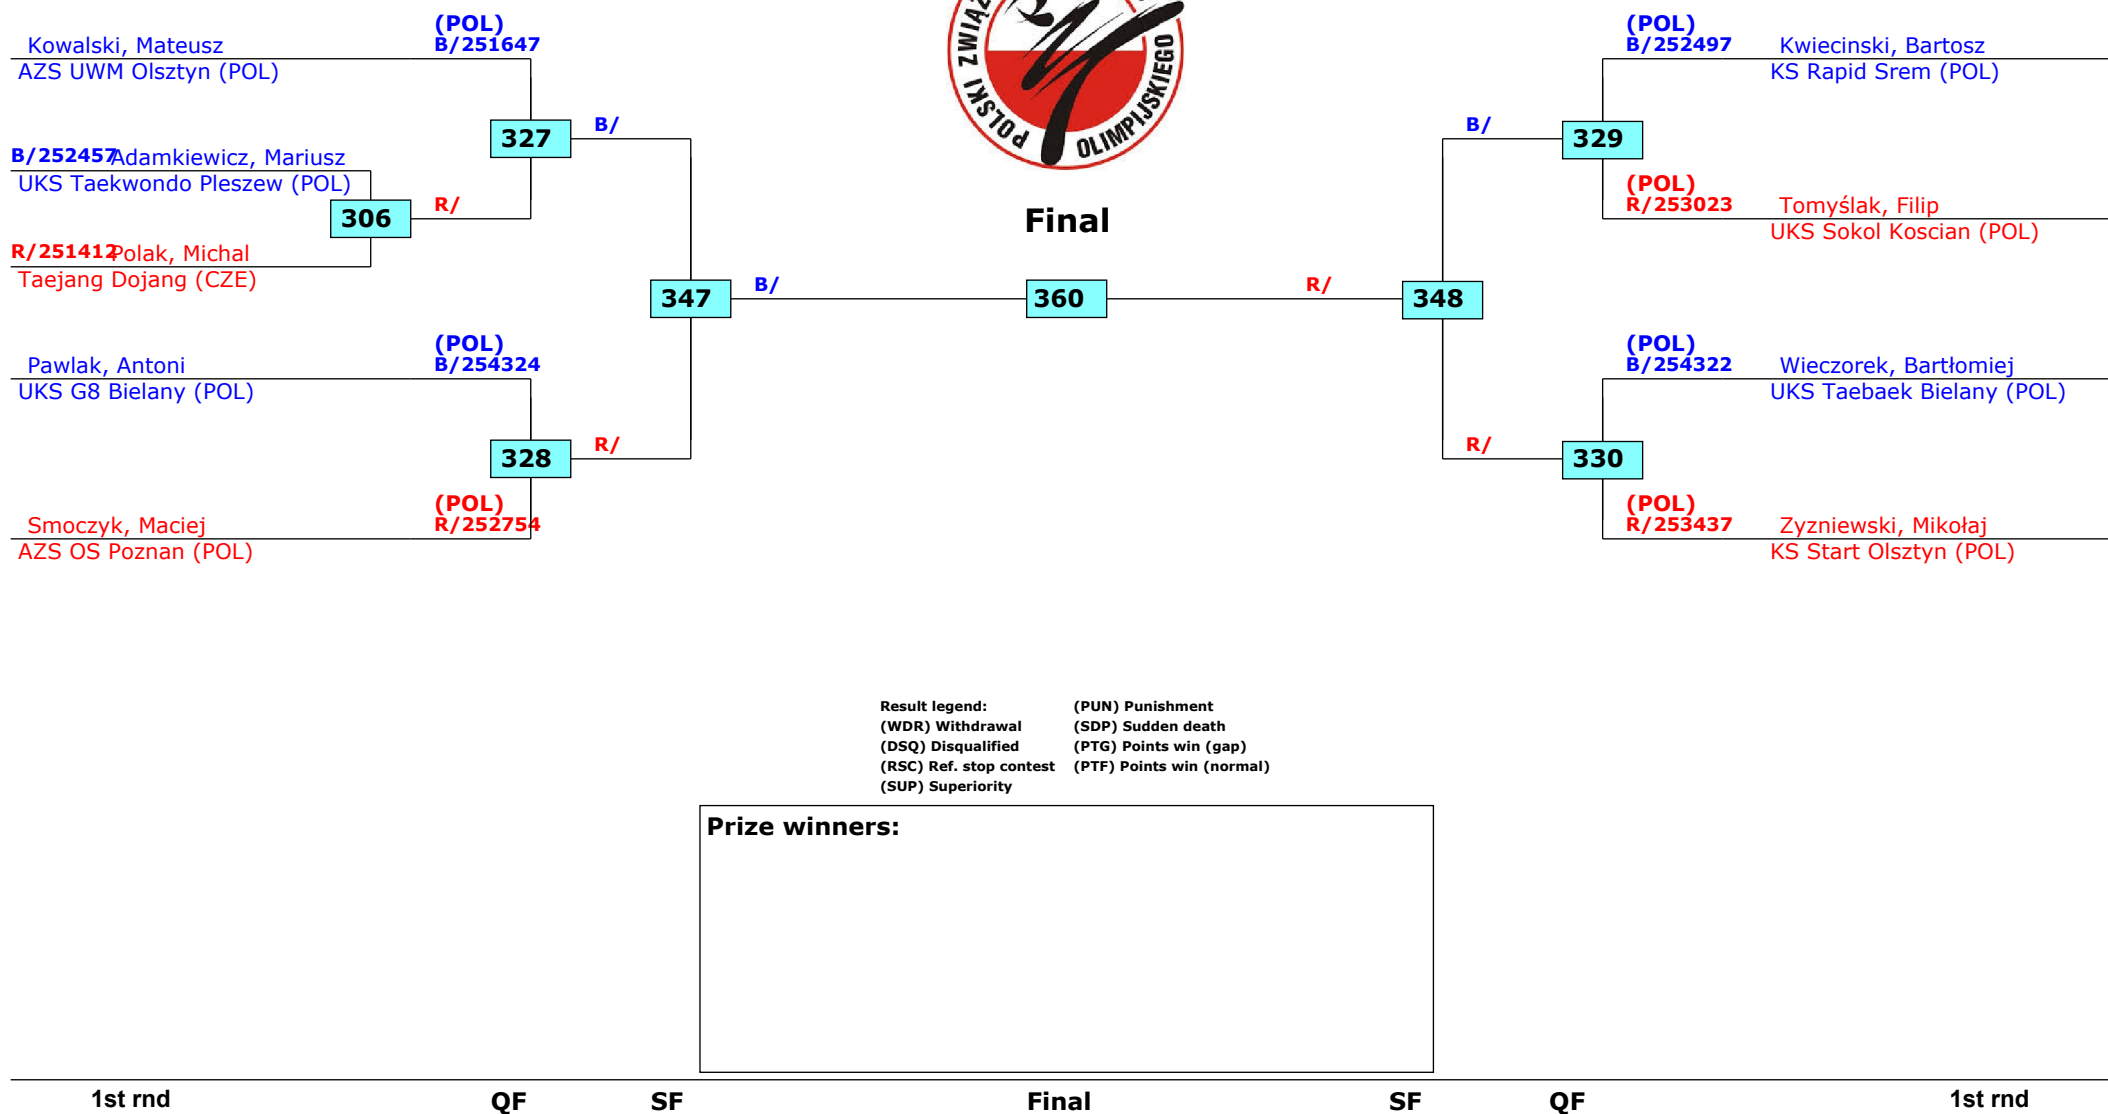 POLSKI ZWIĄZ
OLIMPIJSKIEGO
(POL)
Kowalski, Mateusz B/251647
AZS UWM Olsztyn (POL)
327
B/
B/252457 Adamkiewicz, Mariusz
UKS Taekwondo Pleszew (POL)
306
R/
R/251412 Polak, Michal
Taejang Dojang (CZE)
347
B/
(POL)
Pawlak, Antoni B/254324
UKS G8 Bielany (POL)
328
R/
(POL)
Smoczyk, Maciej R/252754
AZS OS Poznan (POL)
Final
360
(POL)
B/252497 Kwiecinski, Bartosz
KS Rapid Srem (POL)
B/
329
(POL)
R/253023 Tomyślak, Filip
UKS Sokol Koscian (POL)
R/
348
(POL)
B/254322 Wieczorek, Bartłomiej
UKS Taebaek Bielany (POL)
R/
330
(POL)
R/253437 Zyzniewski, Mikołaj
KS Start Olsztyn (POL)
Result legend: (PUN) Punishment
(WDR) Withdrawal (SDP) Sudden death
(DSQ) Disqualified (PTG) Points win (gap)
(RSC) Ref. stop contest (PTF) Points win (normal)
(SUP) Superiority
Prize winners:
1st rnd QF SF Final SF QF 1st rnd